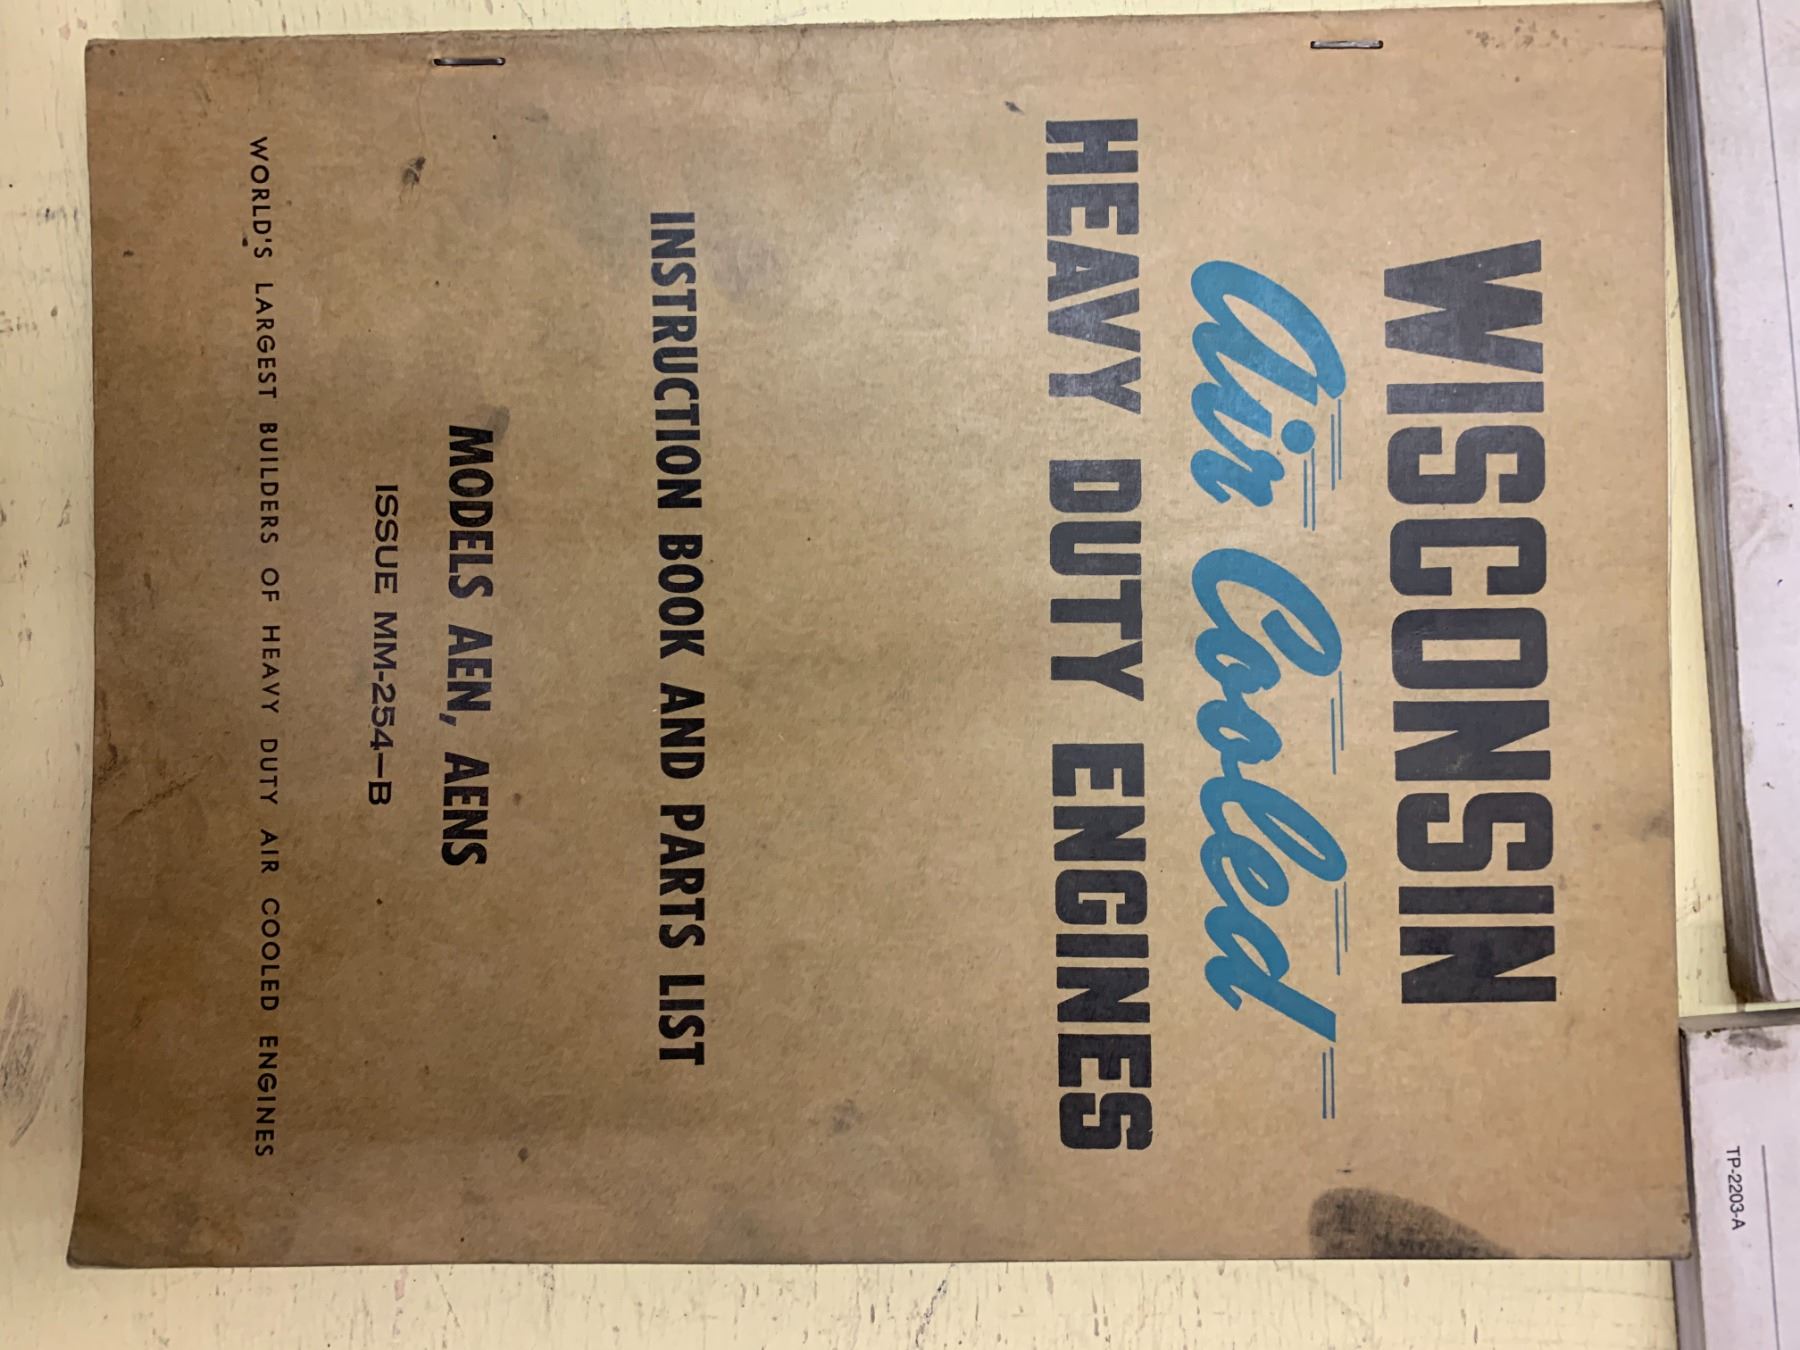 WISCONSIN
Air Cooled
HEAVY DUTY ENGINES
INSTRUCTION BOOK AND PARTS LIST
MODELS AEN, AENS
ISSUE MM-254-B
WORLD'S LARGEST BUILDERS OF HEAVY DUTY AIR COOLED ENGINES
TP-2203-A